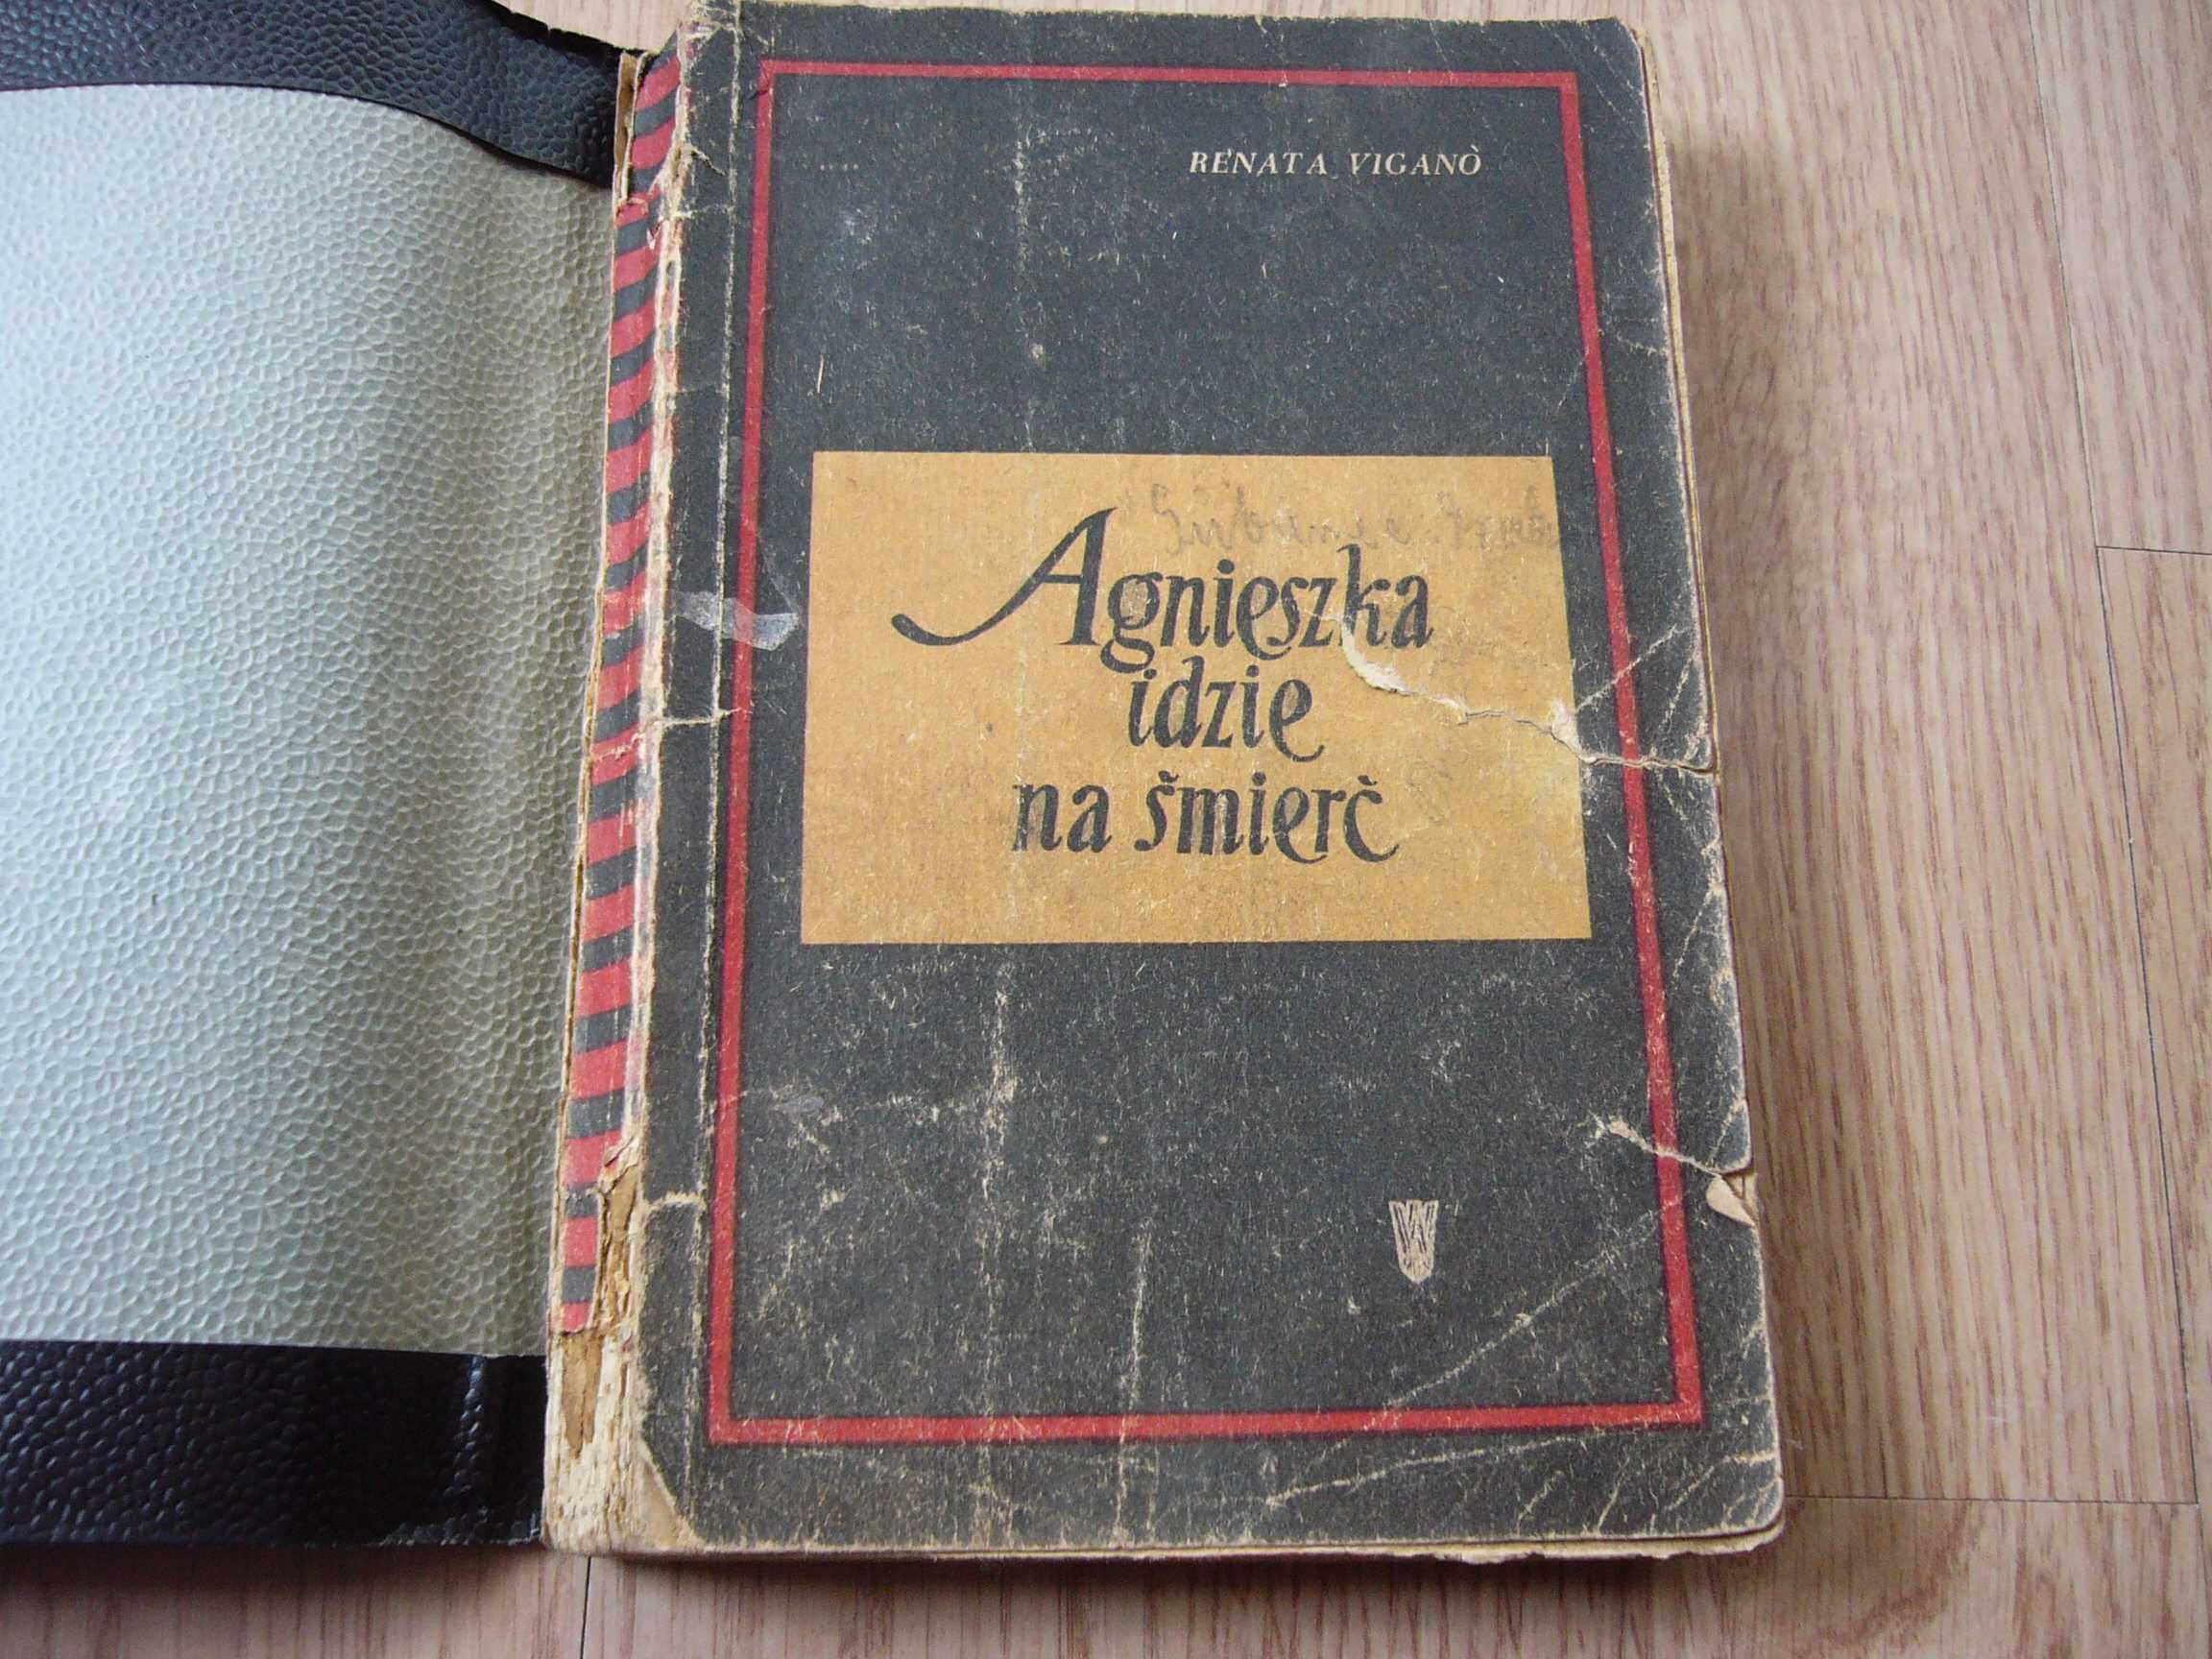 RENATA VIGANÒ
Agnieszka
idzie
na śmierć